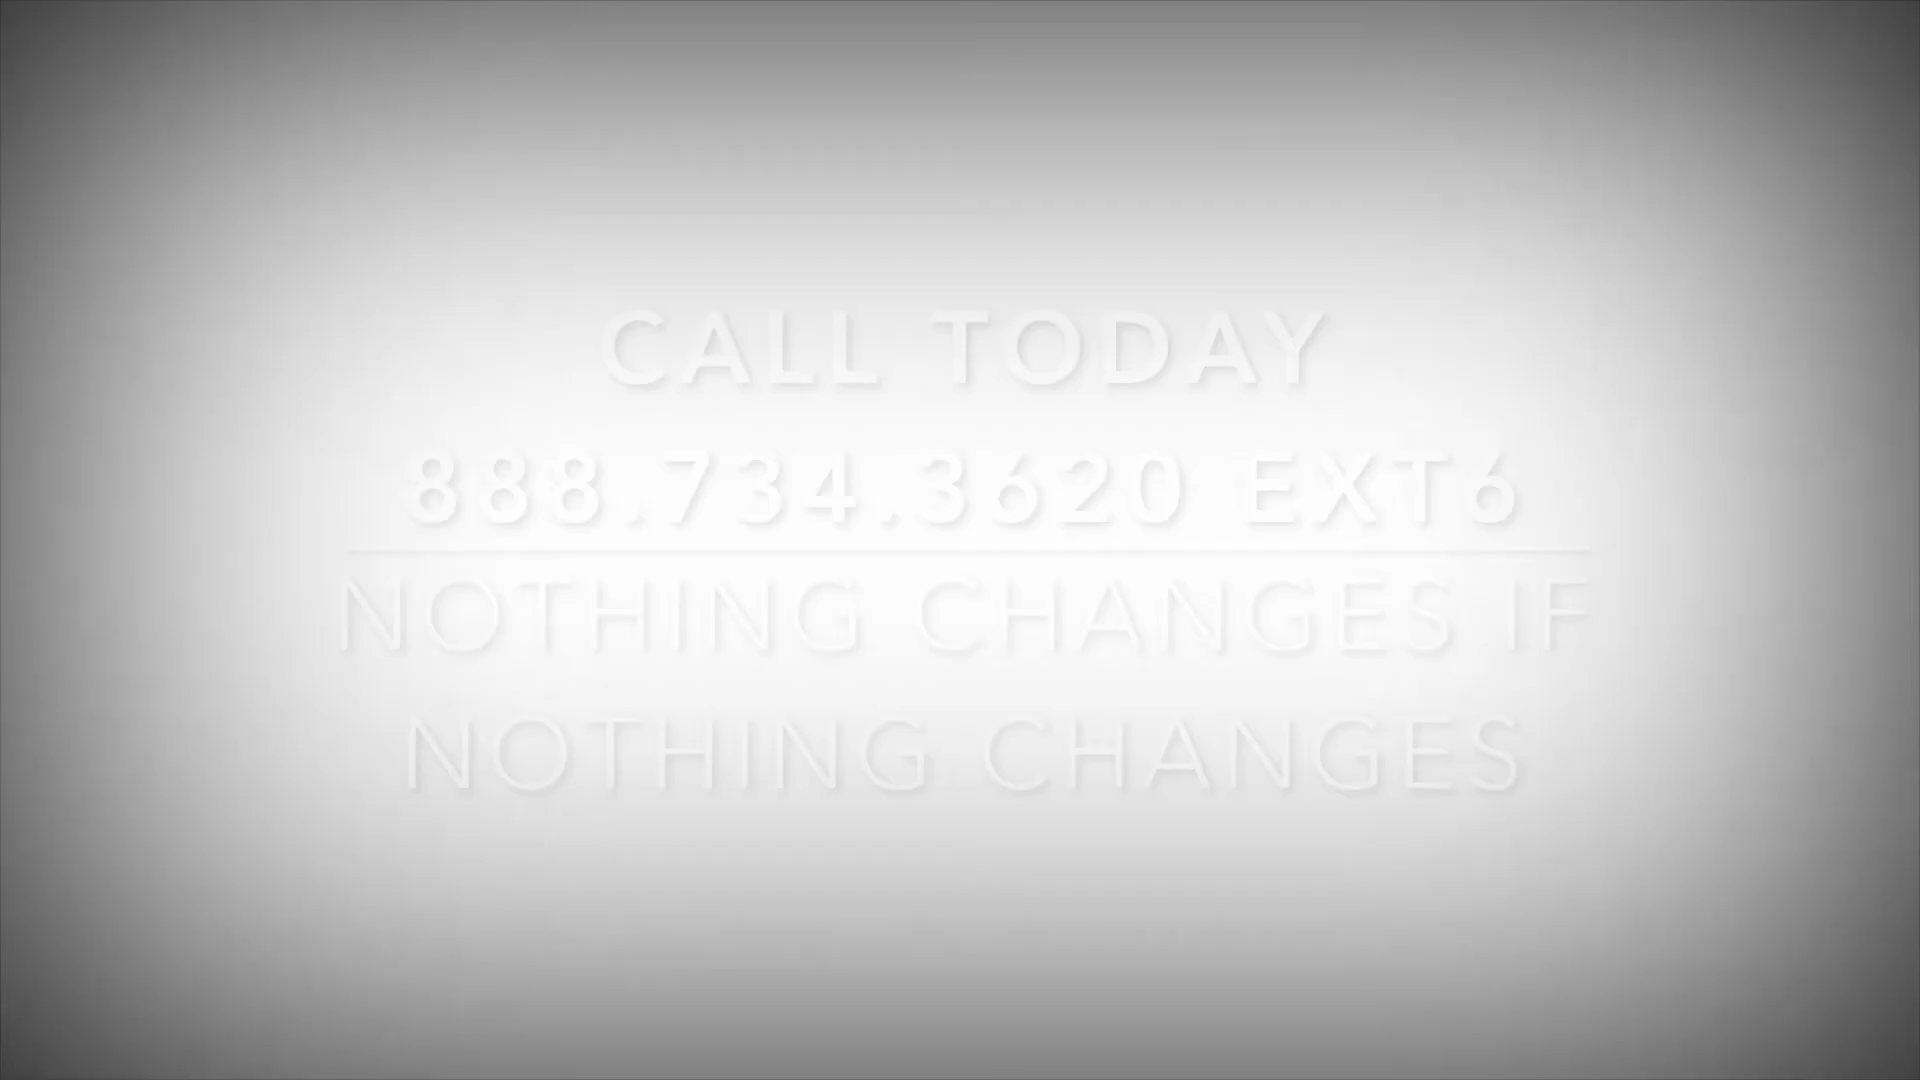 CALL TODAY
888.734.3620 EXT6
NOTHING CHANGES IF
NOTHING CHANGES